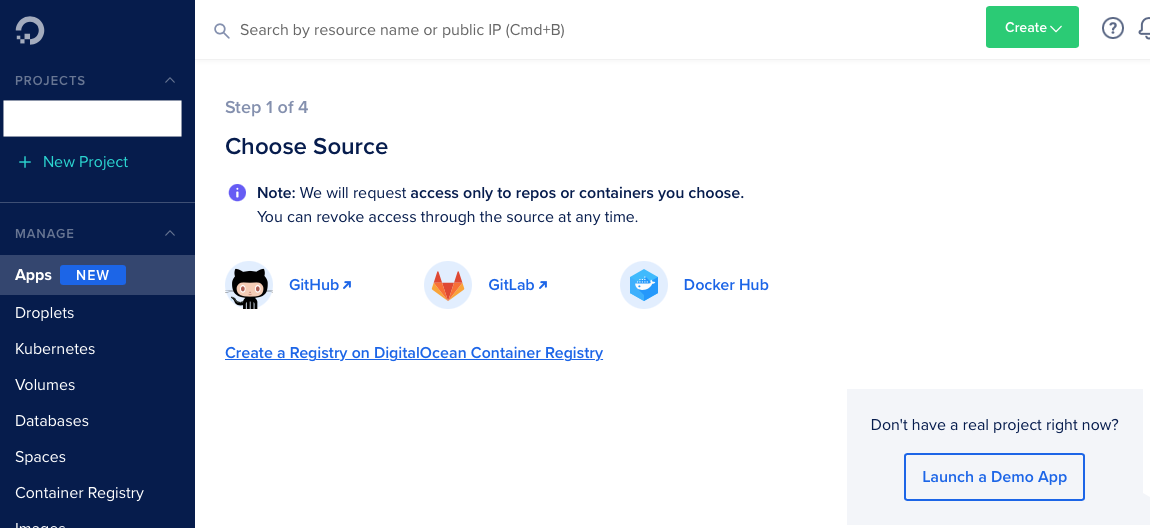 Search by resource name or public IP (Cmd+B)
Create
?
PROJECTS
+ New Project
MANAGE
Apps NEW
Droplets
Kubernetes
Volumes
Databases
Spaces
Container Registry
Images
Step 1 of 4
Choose Source
Note: We will request access only to repos or containers you choose.
You can revoke access through the source at any time.
GitHub
GitLab
Docker Hub
Create a Registry on DigitalOcean Container Registry
Don't have a real project right now?
Launch a Demo App